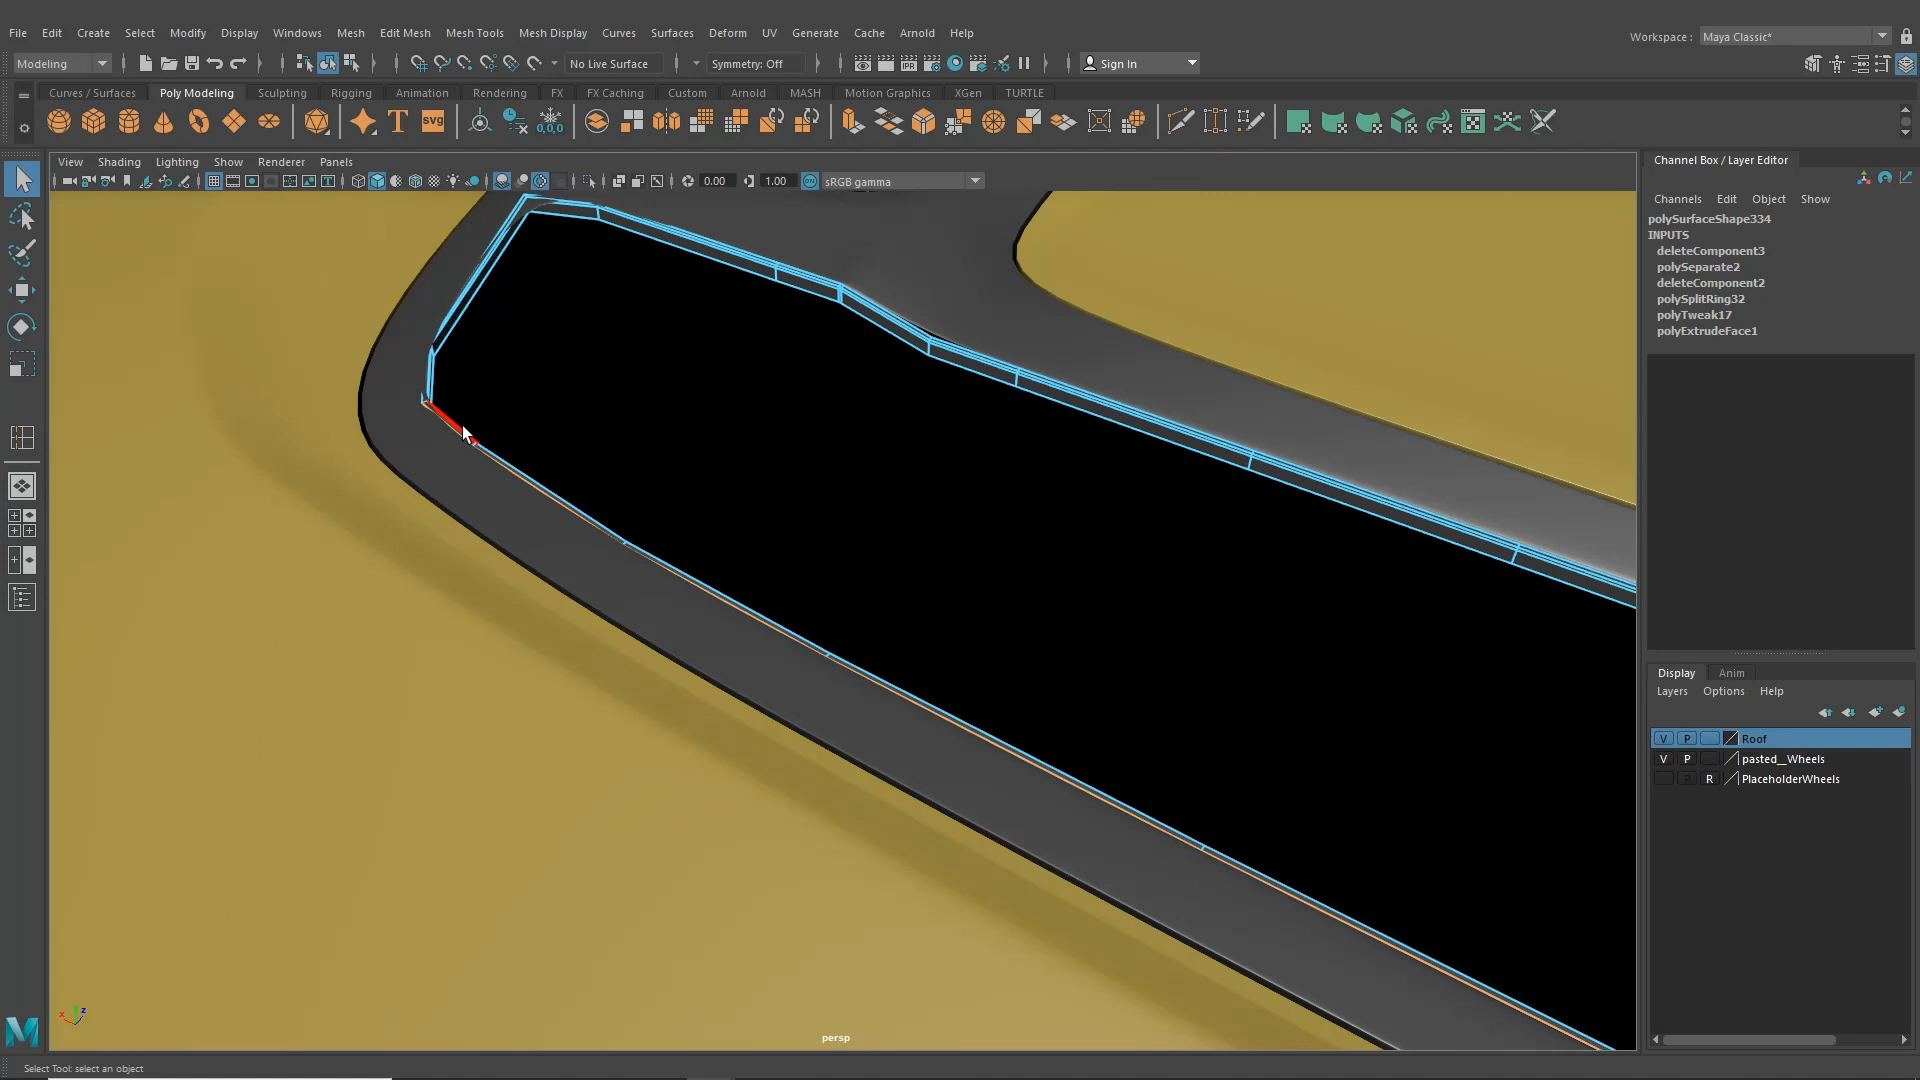 File Edit Create Select Modify Display Windows Mesh Edit Mesh Mesh Tools Mesh Display Curves Surfaces Deform UV Generate Cache Arnold Help
Workspace : Maya Classic*
Modeling No Live Surface Symmetry: Off Sign In
Curves / Surfaces Poly Modeling Sculpting Rigging Animation Rendering FX FX Caching Custom Arnold MASH Motion Graphics XGen TURTLE
View Shading Lighting Show Renderer Panels
0.00 1.00 sRGB gamma
Channel Box / Layer Editor
Channels Edit Object Show
polySurfaceShape334
INPUTS
deleteComponent3
polySeparate2
deleteComponent2
polySplitRing32
polyTweak17
polyExtrudeFace1
Display Anim
Layers Options Help
V P Roof
V P pasted__Wheels
P R PlaceholderWheels
x z
persp
Select Tool: select an object